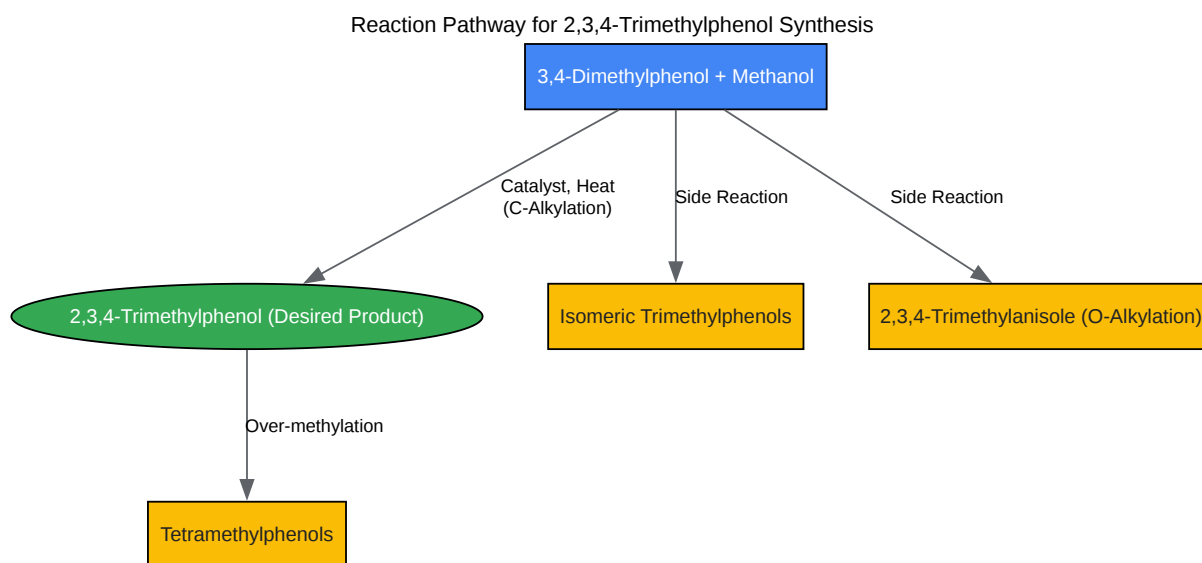 Reaction Pathway for 2,3,4-Trimethylphenol Synthesis
3,4-Dimethylphenol + Methanol
Catalyst, Heat
(C-Alkylation)
Side Reaction
Side Reaction
2,3,4-Trimethylphenol (Desired Product)
Isomeric Trimethylphenols
2,3,4-Trimethylanisole (O-Alkylation)
Over-methylation
Tetramethylphenols